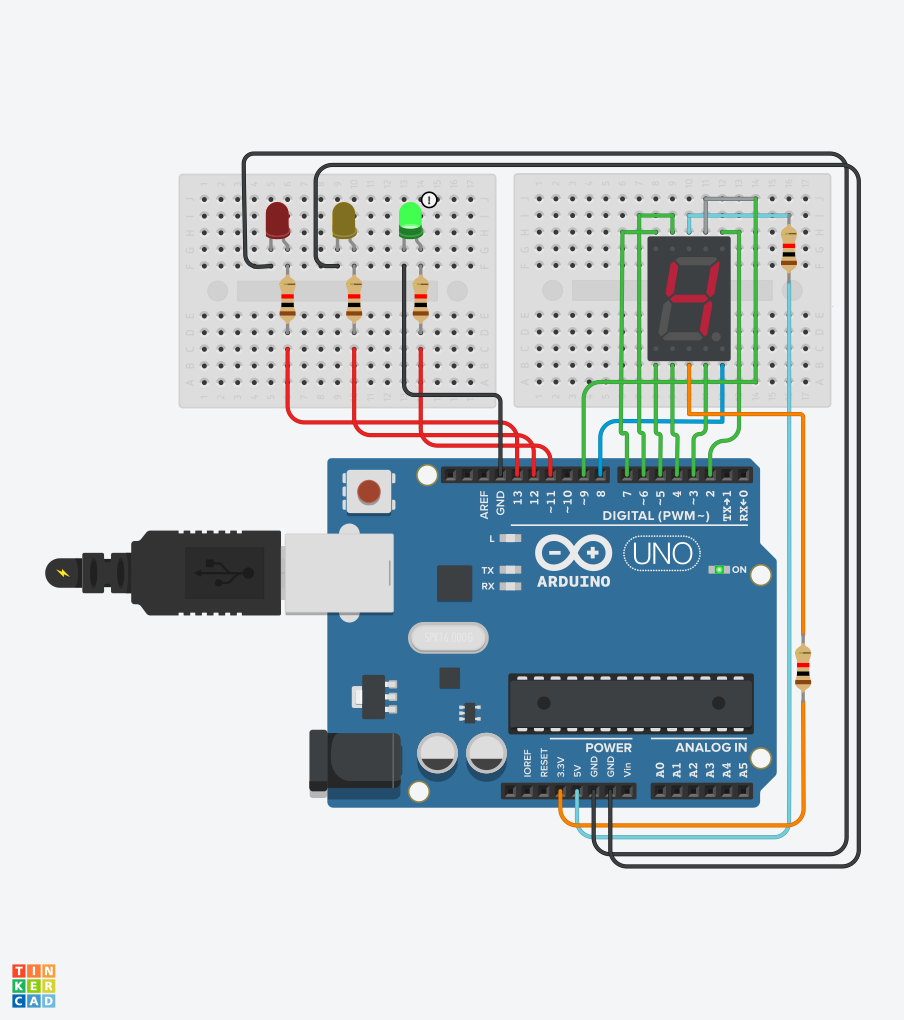 !
4
AREF
GND
13
12
~11
~10
~9
8
7
~6
~5
4
~3
2
TX→1
RX←0
DIGITAL (PWM~)
L
TX
RX
UNO
ARDUINO
ON
POWER
ANALOG IN
IOREF
RESET
3.3V
5V
GND
GND
Vin
A0
A1
A2
A3
A4
A5
TIN
KER
CAD